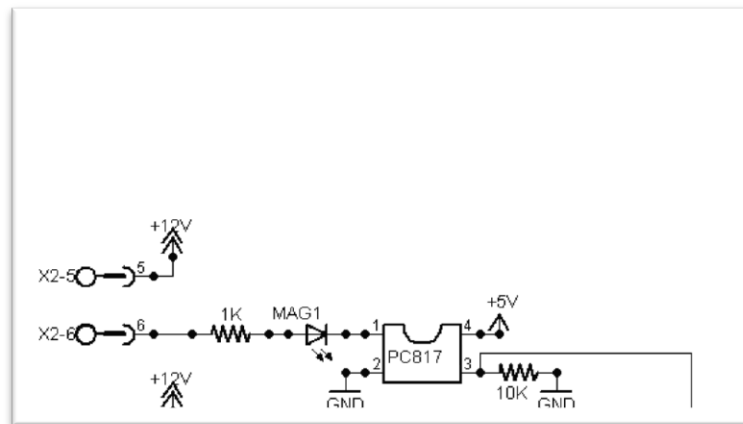 +12V
X2-5 5
+5V
1K MAG1
X2-6 6 1 4
PC817
+12V 2 3
GND 10K GND